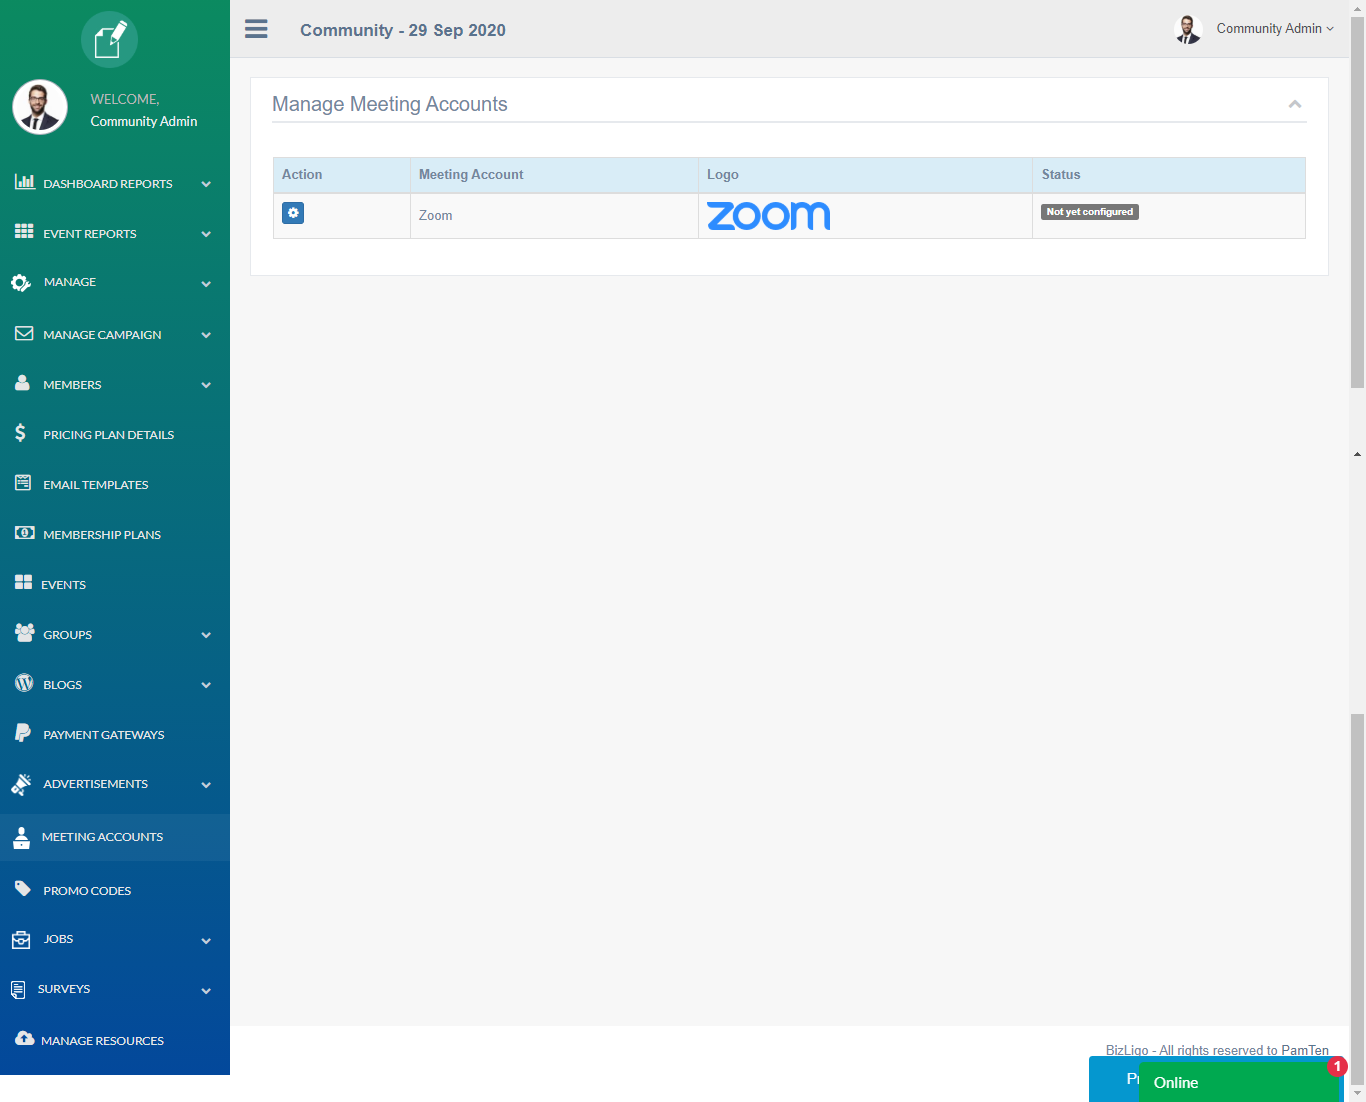 Community - 29 Sep 2020
Community Admin
WELCOME,
Community Admin
DASHBOARD REPORTS
EVENT REPORTS
MANAGE
MANAGE CAMPAIGN
MEMBERS
PRICING PLAN DETAILS
EMAIL TEMPLATES
MEMBERSHIP PLANS
EVENTS
GROUPS
BLOGS
PAYMENT GATEWAYS
ADVERTISEMENTS
MEETING ACCOUNTS
PROMO CODES
JOBS
SURVEYS
MANAGE RESOURCES
Manage Meeting Accounts
Action Meeting Account Logo Status
Zoom zoom Not yet configured
BizLigo - All rights reserved to PamTen
1
Online